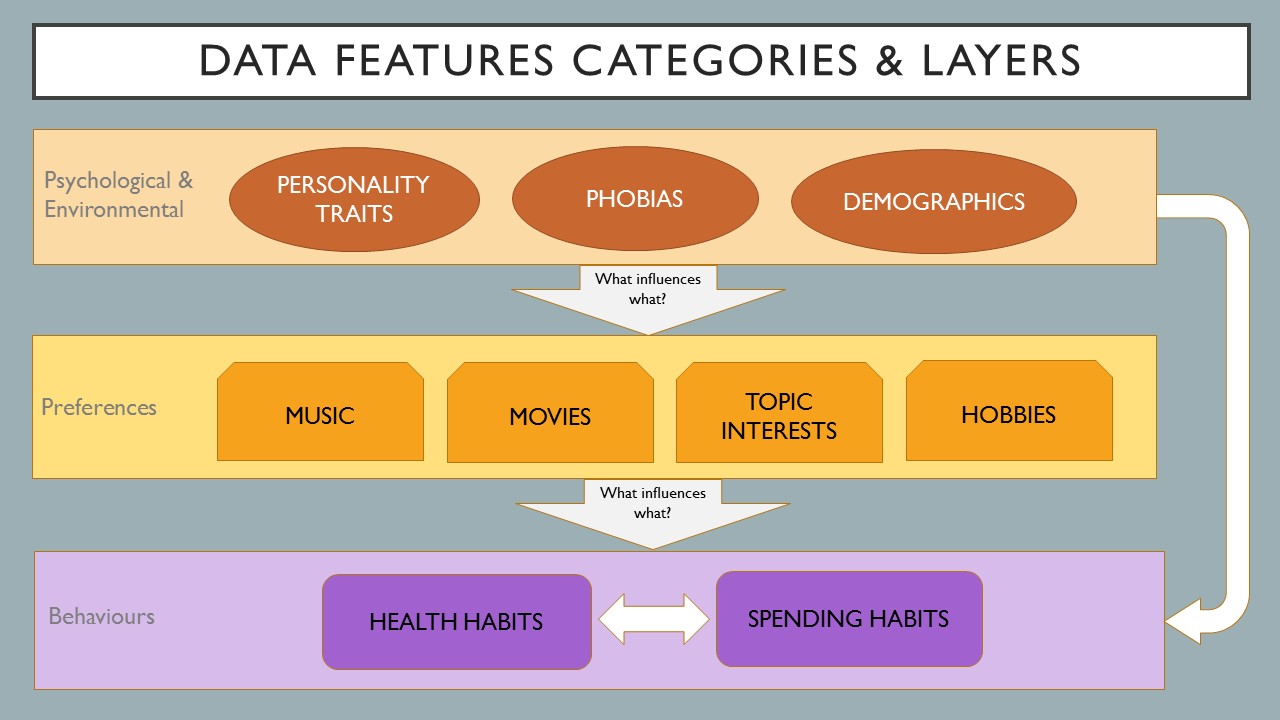 DATA FEATURES CATEGORIES & LAYERS
Psychological &
Environmental
PERSONALITY
TRAITS
PHOBIAS
DEMOGRAPHICS
What influences
what?
Preferences
MUSIC
MOVIES
TOPIC
INTERESTS
HOBBIES
What influences
what?
Behaviours
HEALTH HABITS
SPENDING HABITS